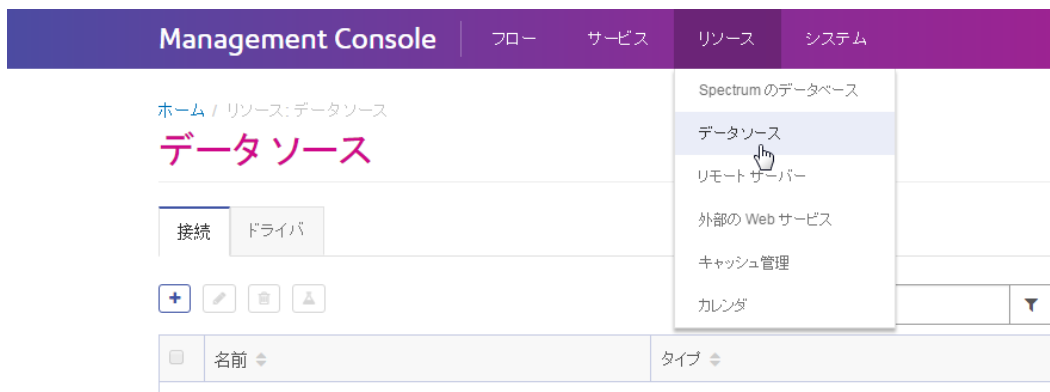 Management Console フロー サービス リソース システム
ホーム / リソース: データソース
データ ソース
Spectrum のデータベース
データソース
リモート サーバー
外部の Web サービス
キャッシュ管理
カレンダ
接続 ドライバ
名前 タイプ